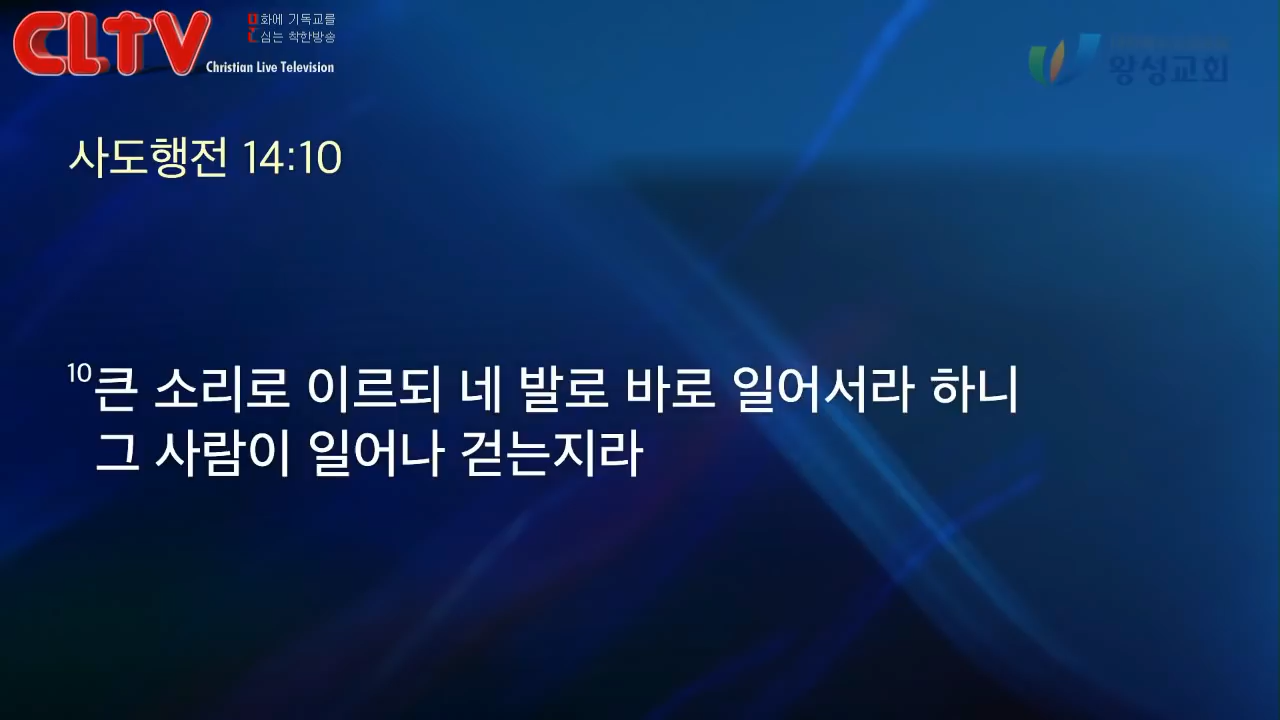 CLTV
문화에 기독교를
심는 착한방송
Christian Live Television
왕성교회
사도행전 14:10
10 큰 소리로 이르되 네 발로 바로 일어서라 하니
그 사람이 일어나 걷는지라